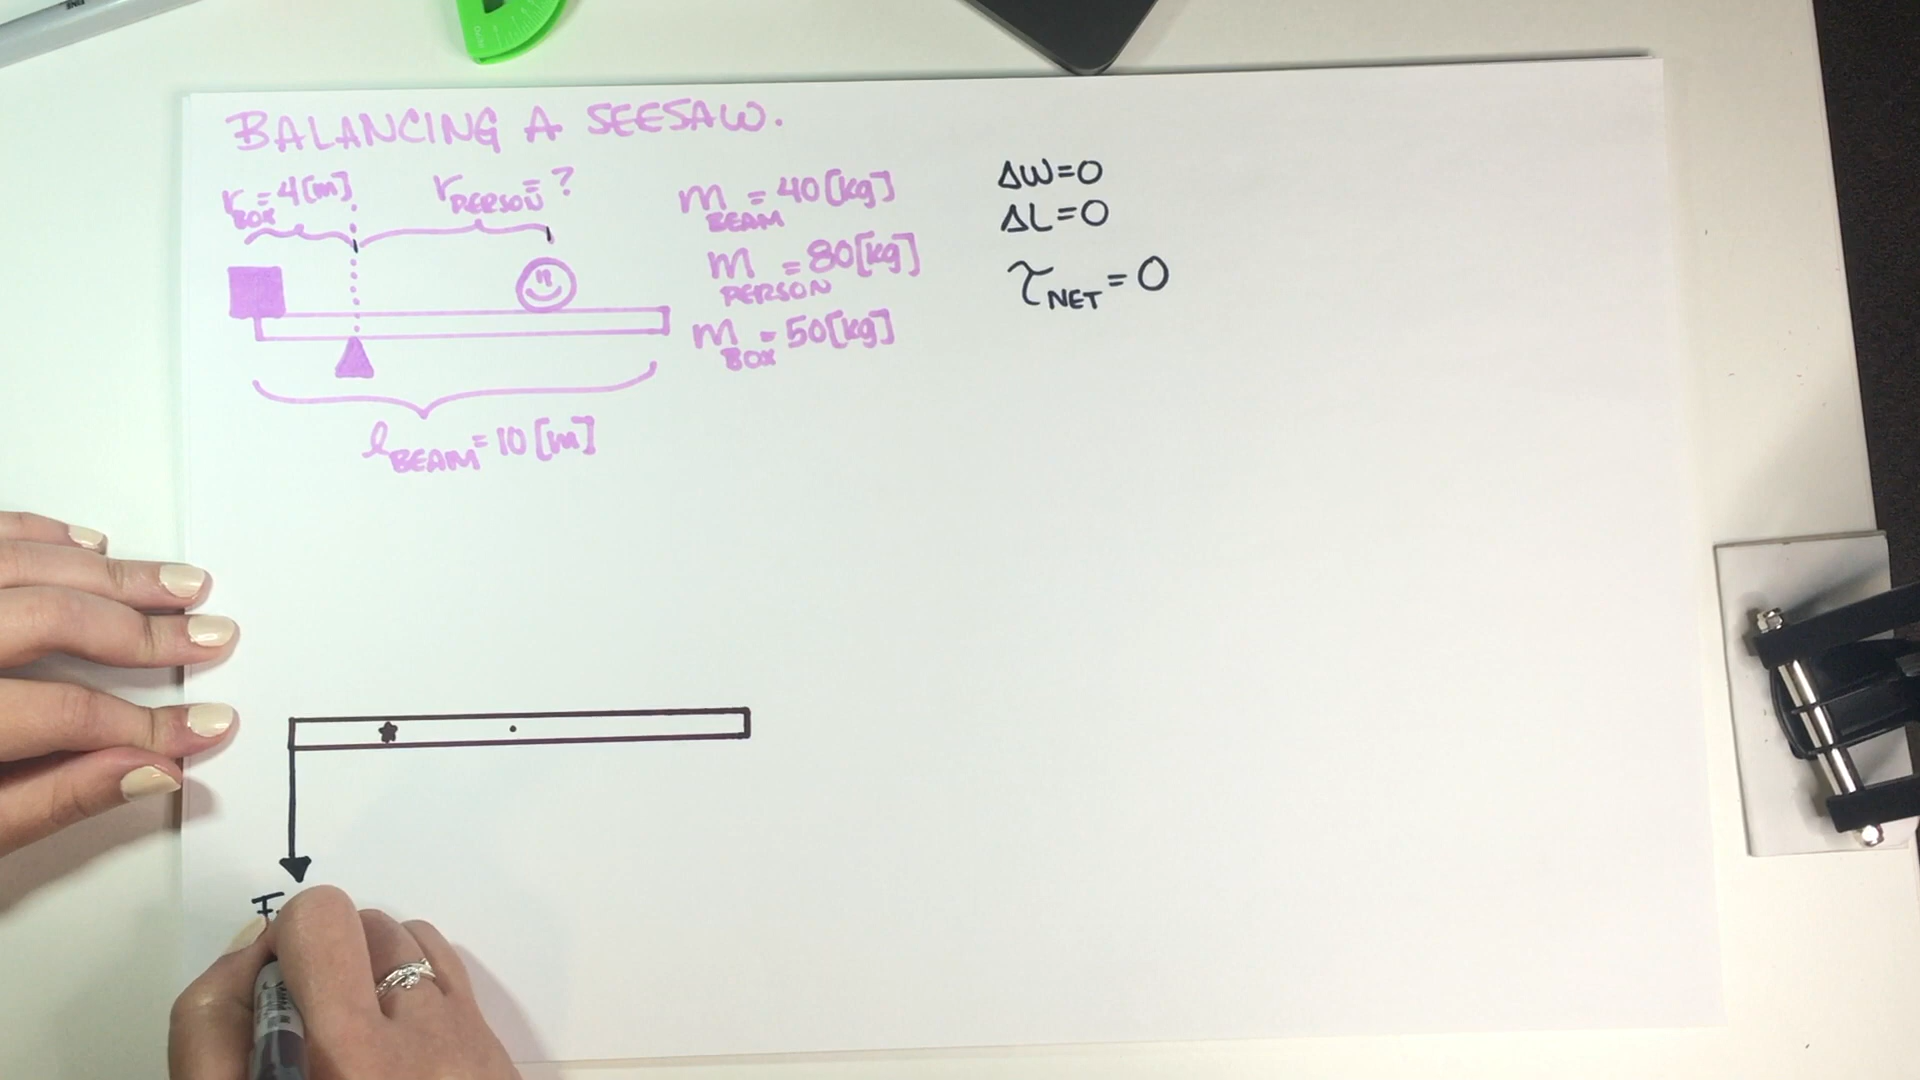 BALANCING A SEESAW.
r_BOX = 4[m]
r_PERSON = ?
m_BEAM = 40[kg]
m_PERSON = 80[kg]
m_BOX = 50[kg]
l_BEAM = 10[m]
Δω=0
ΔL=0
τ_NET = 0
F